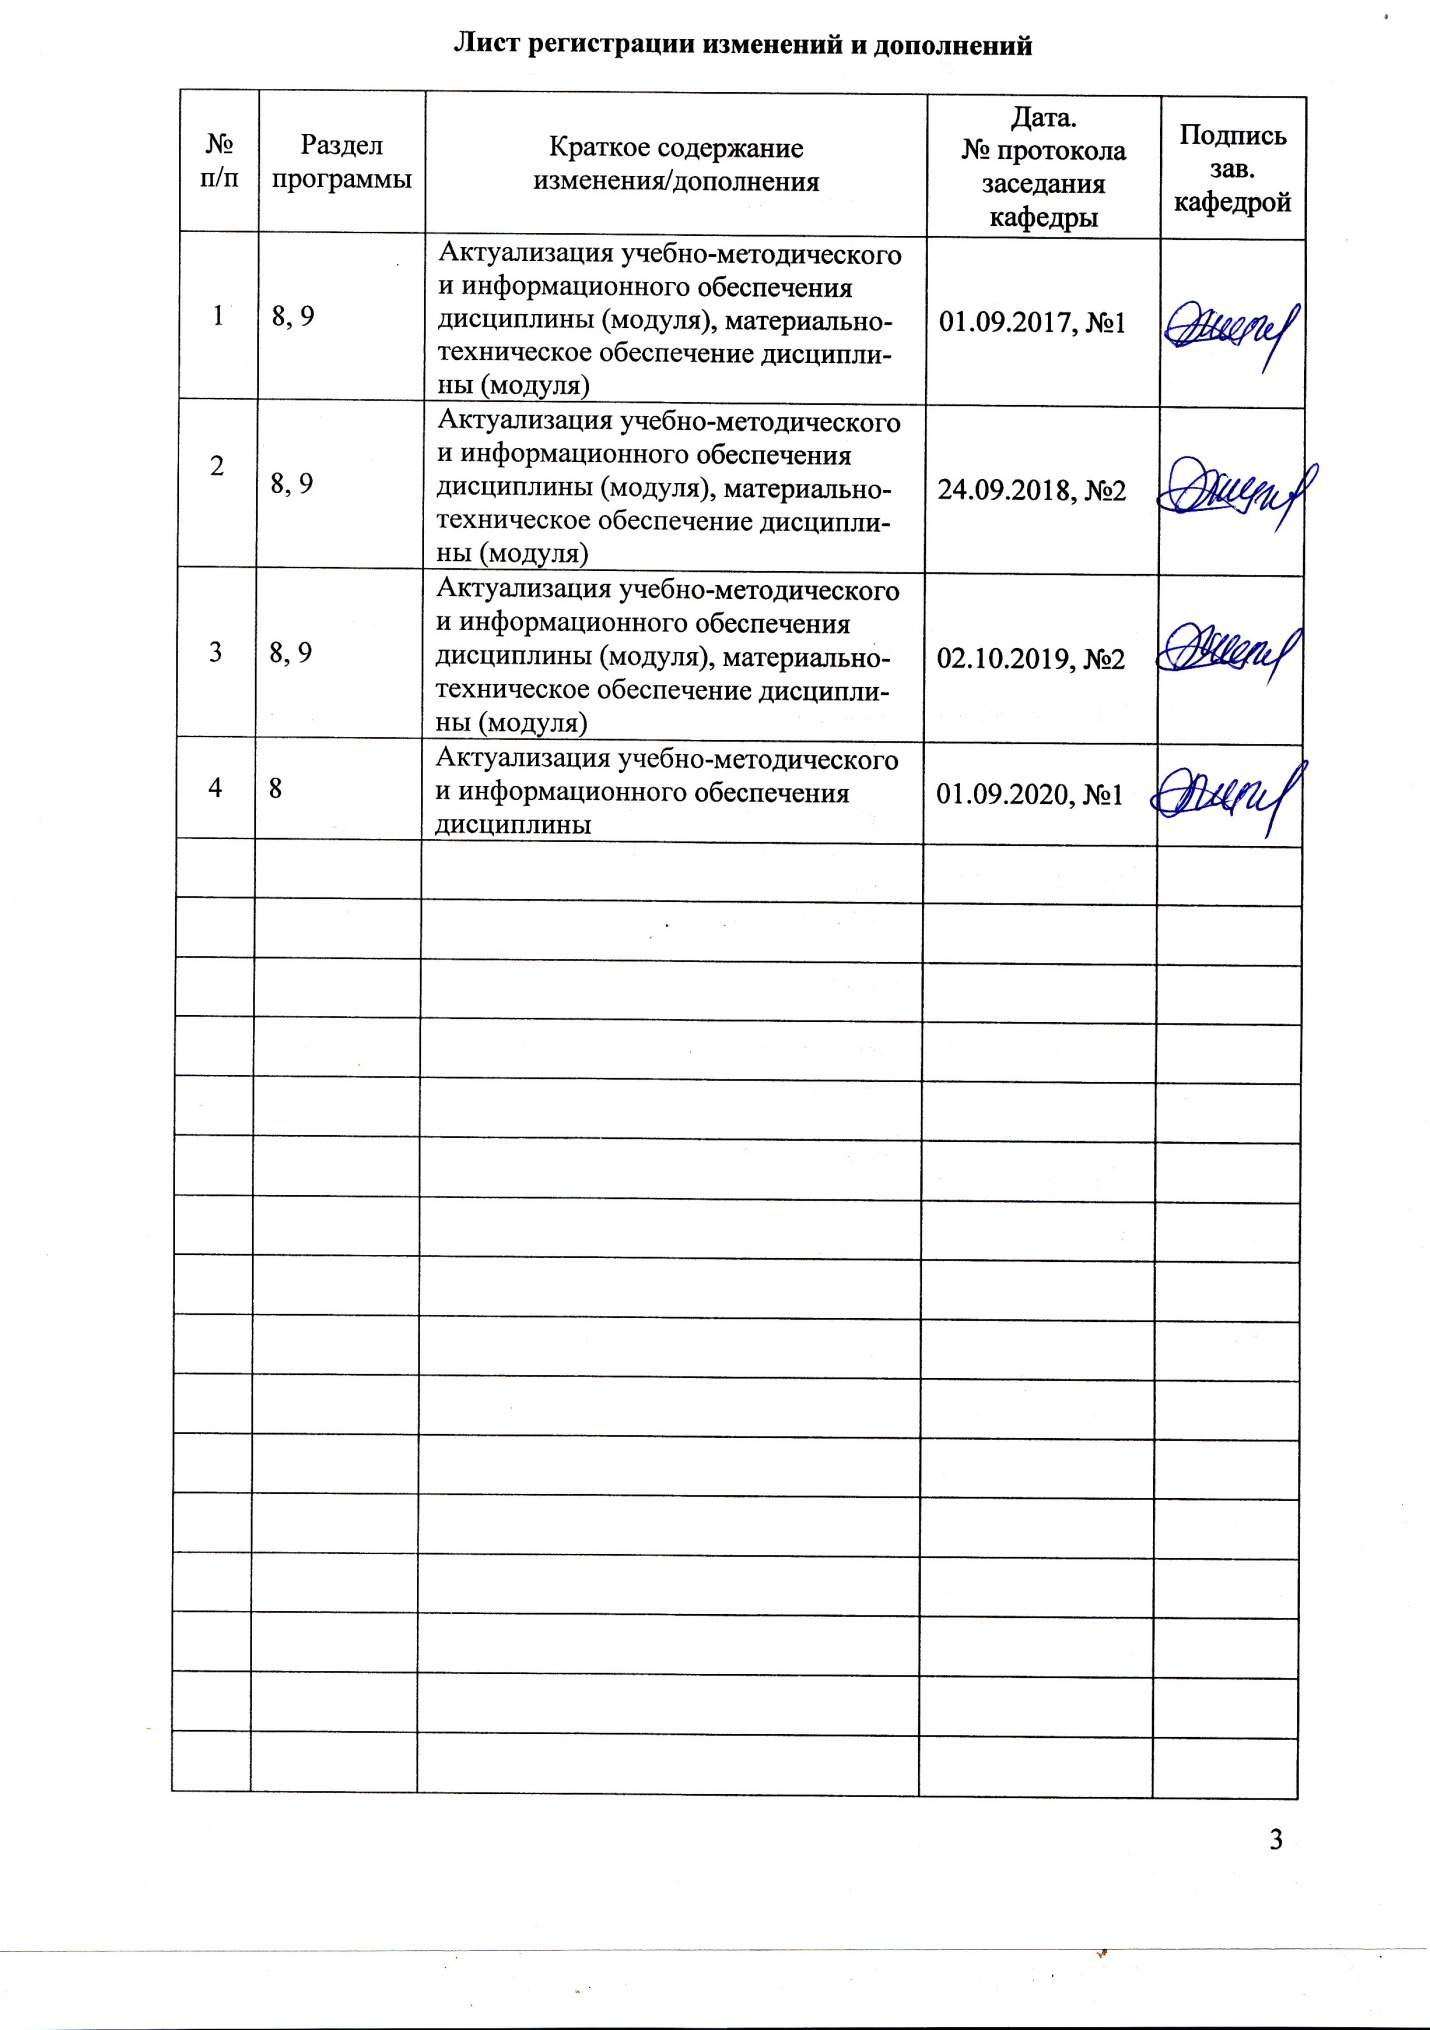 Лист регистрации изменений и дополнений
№
п/п
Раздел
программы
Краткое содержание
изменения/дополнения
Дата.
№ протокола
заседания
кафедры
Подпись
зав.
кафедрой
1
8, 9
Актуализация учебно-методического
и информационного обеспечения
дисциплины (модуля), материально-
техническое обеспечение дисципли-
ны (модуля)
01.09.2017, №1
2
8, 9
Актуализация учебно-методического
и информационного обеспечения
дисциплины (модуля), материально-
техническое обеспечение дисципли-
ны (модуля)
24.09.2018, №2
3
8, 9
Актуализация учебно-методического
и информационного обеспечения
дисциплины (модуля), материально-
техническое обеспечение дисципли-
ны (модуля)
02.10.2019, №2
4
8
Актуализация учебно-методического
и информационного обеспечения
дисциплины
01.09.2020, №1
3